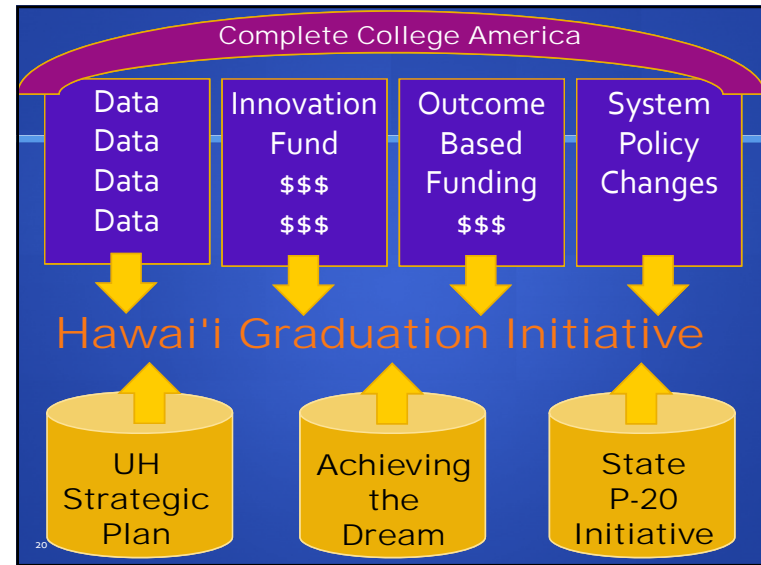 Complete College America
Data
Data
Data
Data
Innovation
Fund
$$$
$$$
Outcome
Based
Funding
$$$
System
Policy
Changes
Hawai'i Graduation Initiative
UH
Strategic
Plan
Achieving
the
Dream
State
P-20
Initiative
20